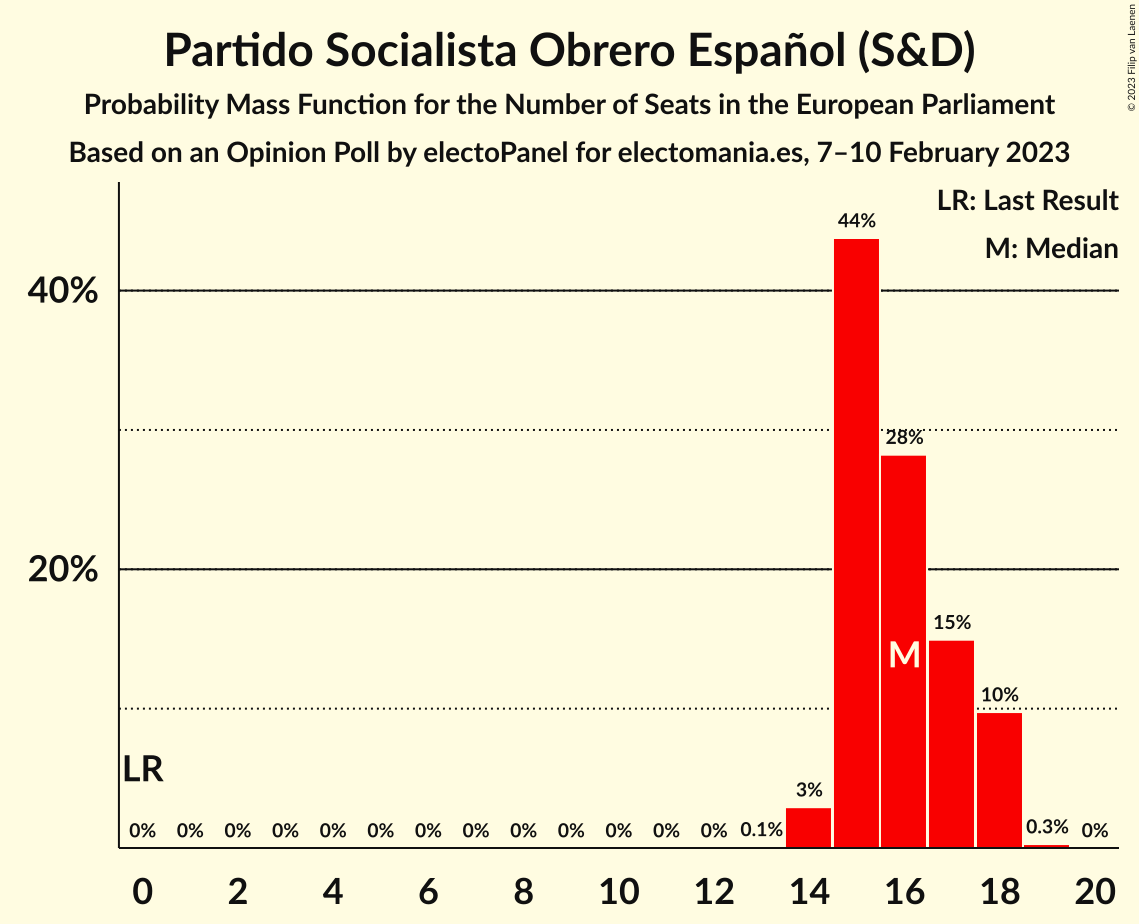 Partido Socialista Obrero Español (S&D)
Probability Mass Function for the Number of Seats in the European Parliament
Based on an Opinion Poll by electoPanel for electomania.es, 7–10 February 2023
© 2023 Filip van Laenen
LR: Last Result
M: Median
44%
40%
28%
20%
15%
M
10%
LR
3%
0% 0% 0% 0% 0% 0% 0% 0% 0% 0% 0% 0% 0% 0.1% 0.3% 0%
0 2 4 6 8 10 12 14 16 18 20